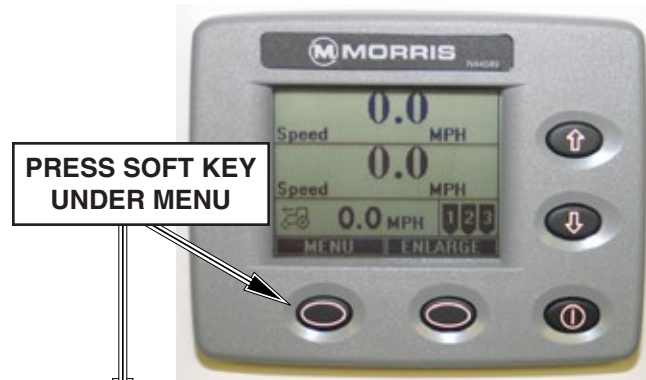 MORRIS
N44049
0.0
Speed MPH
0.0
Speed MPH
0.0 MPH 1 2 3
MENU ENLARGE
PRESS SOFT KEY
UNDER MENU